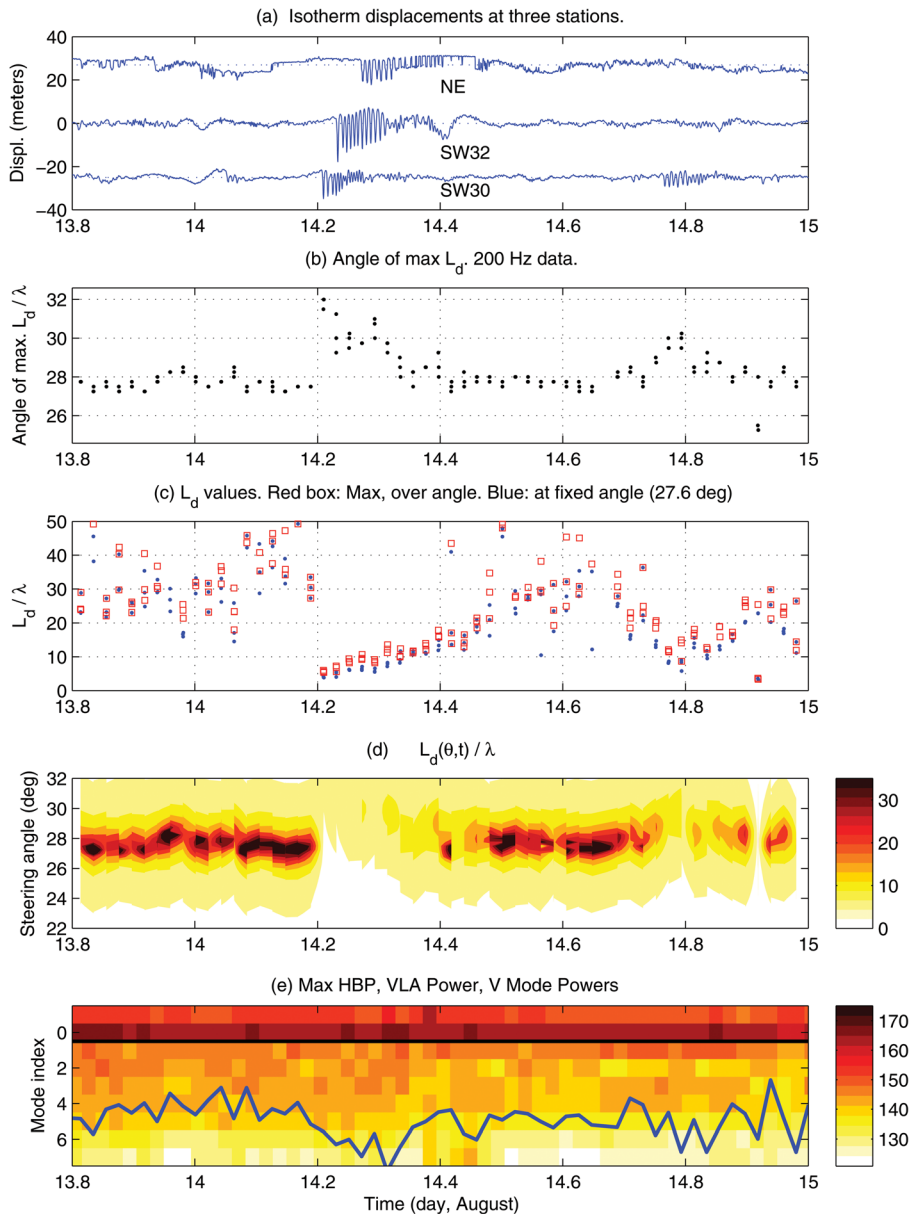 (a) Isotherm displacements at three stations.
Displ. (meters)
40
20
0
−20
−40
NE
SW32
SW30
13.8 14 14.2 14.4 14.6 14.8 15
(b) Angle of max L_d. 200 Hz data.
Angle of max. L_d / λ
32
30
28
26
13.8 14 14.2 14.4 14.6 14.8 15
(c) L_d values. Red box: Max, over angle. Blue: at fixed angle (27.6 deg)
L_d / λ
50
40
30
20
10
0
13.8 14 14.2 14.4 14.6 14.8 15
(d) L_d(θ,t) / λ
Steering angle (deg)
32
30
28
26
24
22
13.8 14 14.2 14.4 14.6 14.8 15
30
20
10
0
(e) Max HBP, VLA Power, V Mode Powers
Mode index
0
2
4
6
13.8 14 14.2 14.4 14.6 14.8 15
170
160
150
140
130
Time (day, August)